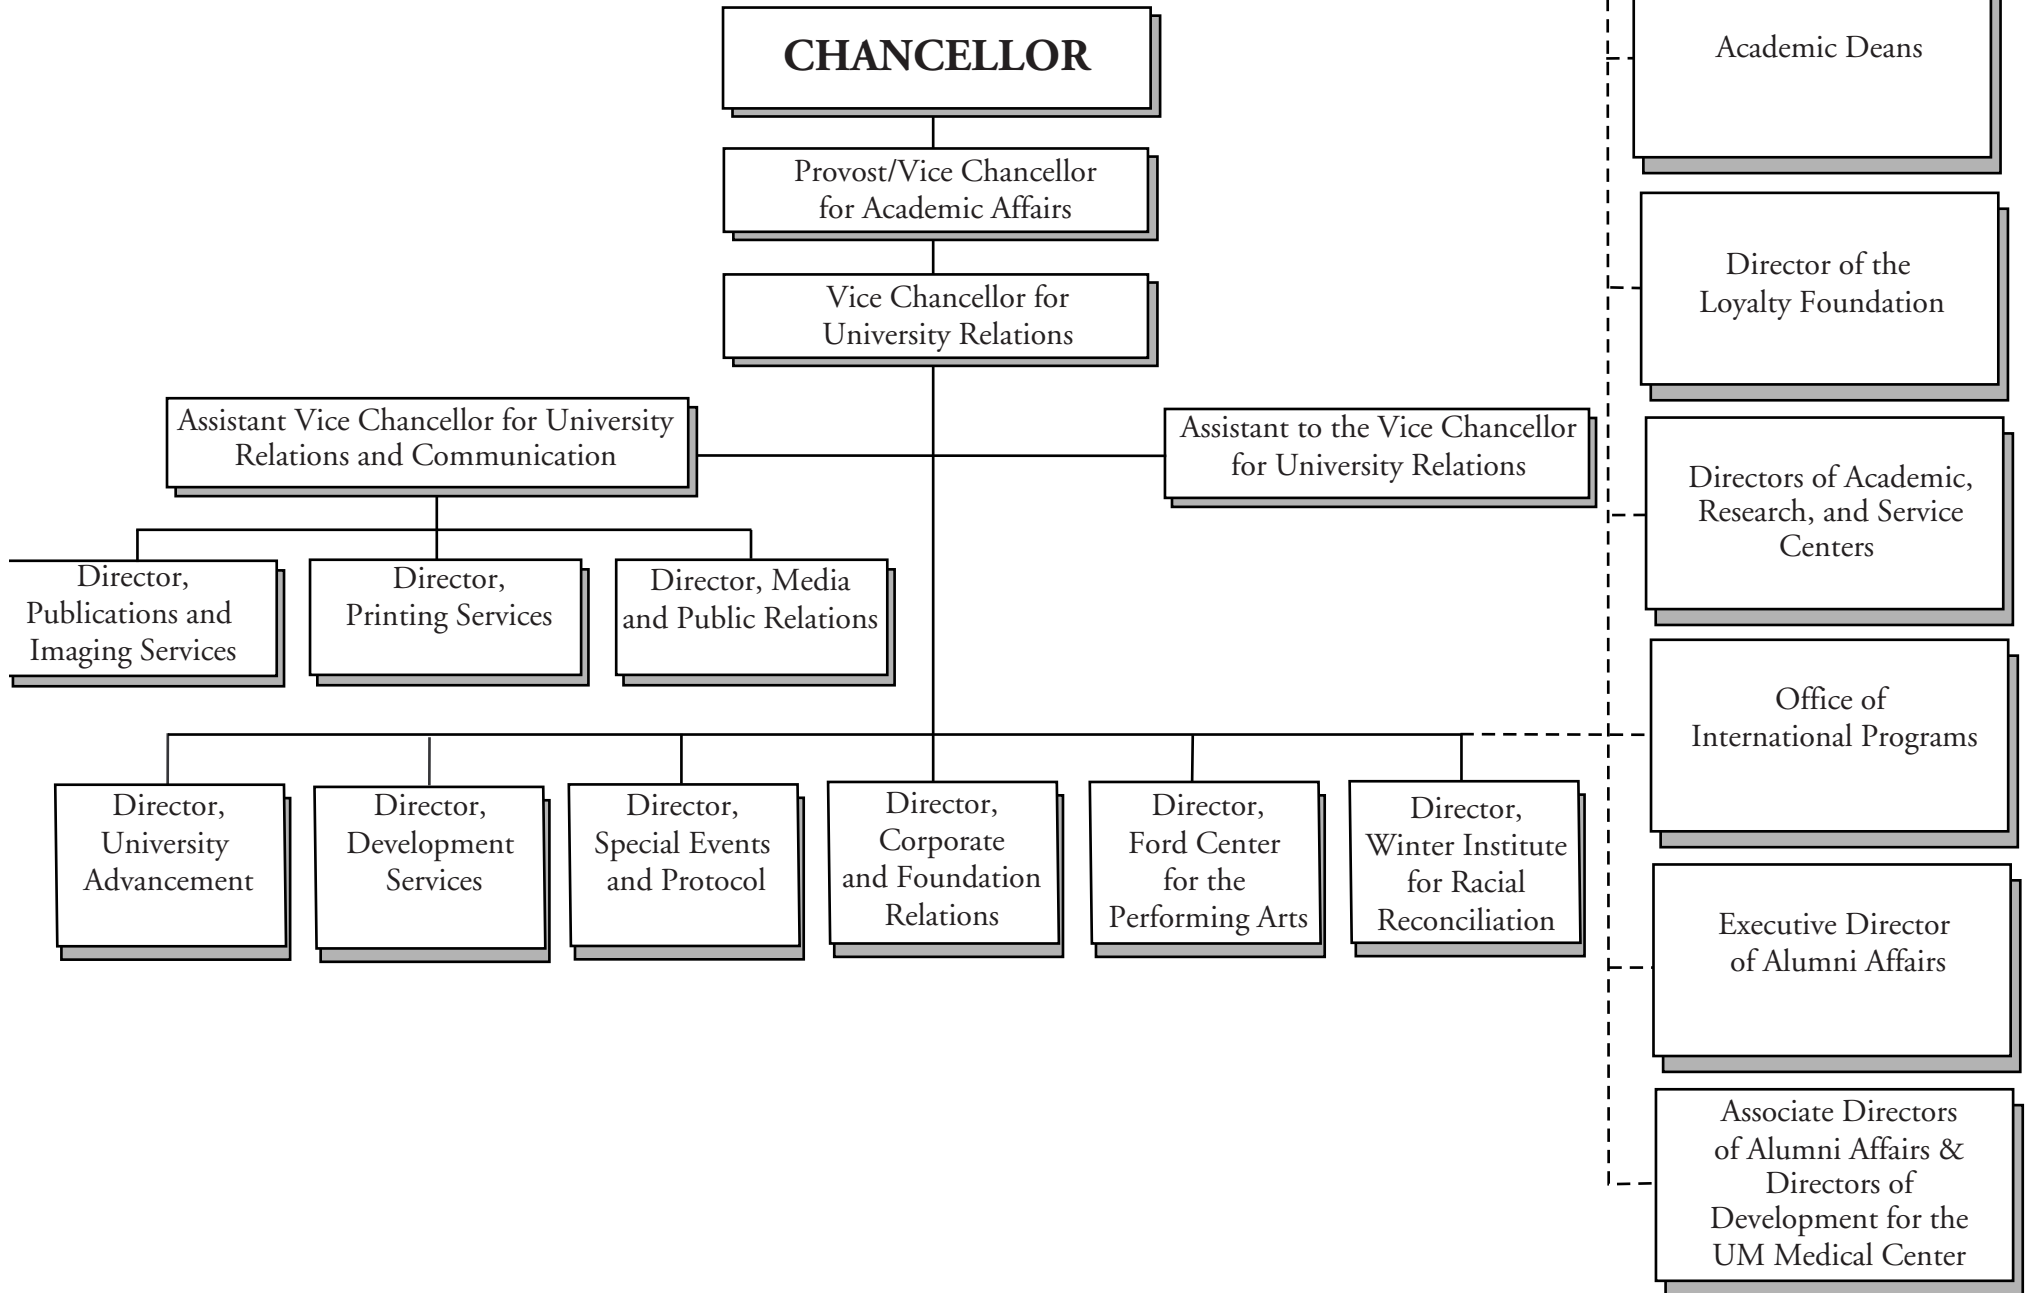 CHANCELLOR
Provost/Vice Chancellor
for Academic Affairs
Vice Chancellor for
University Relations
Assistant Vice Chancellor for University
Relations and Communication
Assistant to the Vice Chancellor
for University Relations
Director,
Publications and
Imaging Services
Director,
Printing Services
Director, Media
and Public Relations
Director,
University
Advancement
Director,
Development
Services
Director,
Special Events
and Protocol
Director,
Corporate
and Foundation
Relations
Director,
Ford Center
for the
Performing Arts
Director,
Winter Institute
for Racial
Reconciliation
Academic Deans
Director of the
Loyalty Foundation
Directors of Academic,
Research, and Service
Centers
Office of
International Programs
Executive Director
of Alumni Affairs
Associate Directors
of Alumni Affairs &
Directors of
Development for the
UM Medical Center